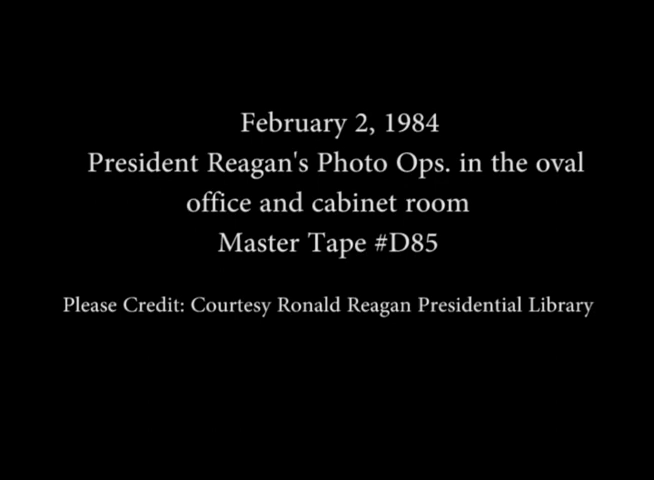 February 2, 1984
President Reagan's Photo Ops. in the oval
office and cabinet room
Master Tape #D85
Please Credit: Courtesy Ronald Reagan Presidential Library